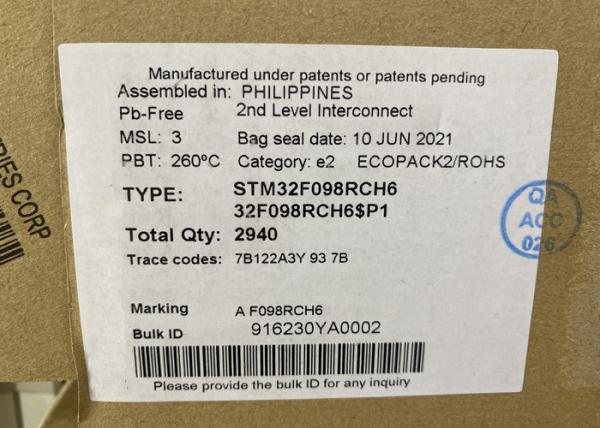 Manufactured under patents or patents pending
Assembled in: PHILIPPINES
Pb-Free 2nd Level Interconnect
MSL: 3 Bag seal date: 10 JUN 2021
PBT: 260ºC Category: e2 ECOPACK2/ROHS
TYPE: STM32F098RCH6
32F098RCH6$P1
Total Qty: 2940
Trace codes: 7B122A3Y 93 7B
Marking A F098RCH6
Bulk ID 916230YA0002
Please provide the bulk ID for any inquiry
QA
ACC
026
RIES CORP